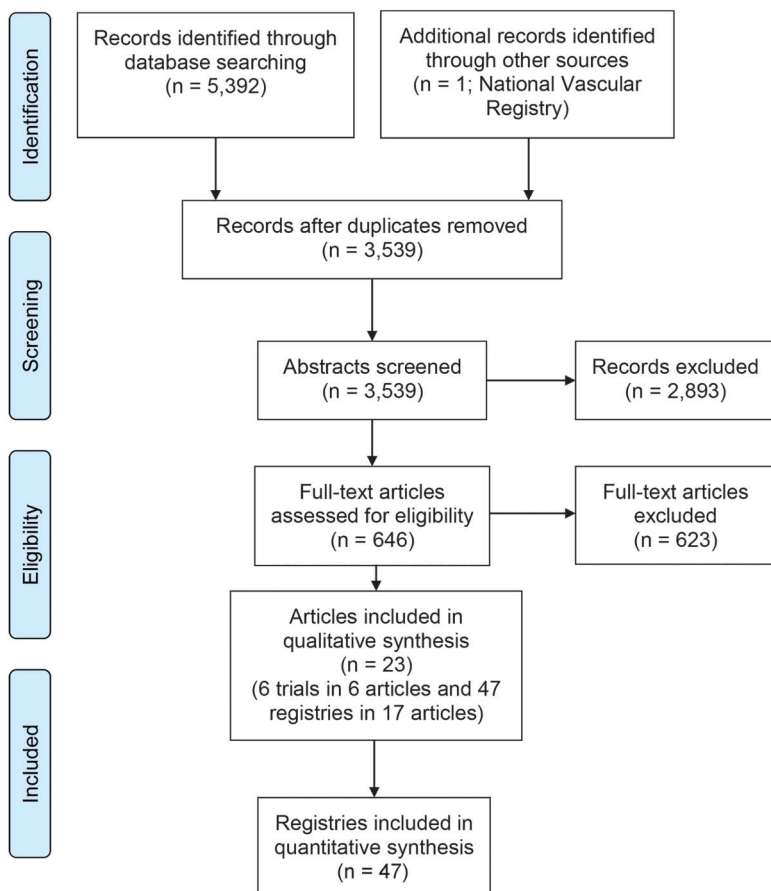 Identification
Records identified through
database searching
(n = 5,392)
Additional records identified
through other sources
(n = 1; National Vascular
Registry)
Records after duplicates removed
(n = 3,539)
Screening
Abstracts screened
(n = 3,539)
Records excluded
(n = 2,893)
Eligibility
Full-text articles
assessed for eligibility
(n = 646)
Full-text articles
excluded
(n = 623)
Articles included in
qualitative synthesis
(n = 23)
(6 trials in 6 articles and 47
registries in 17 articles)
Included
Registries included in
quantitative synthesis
(n = 47)